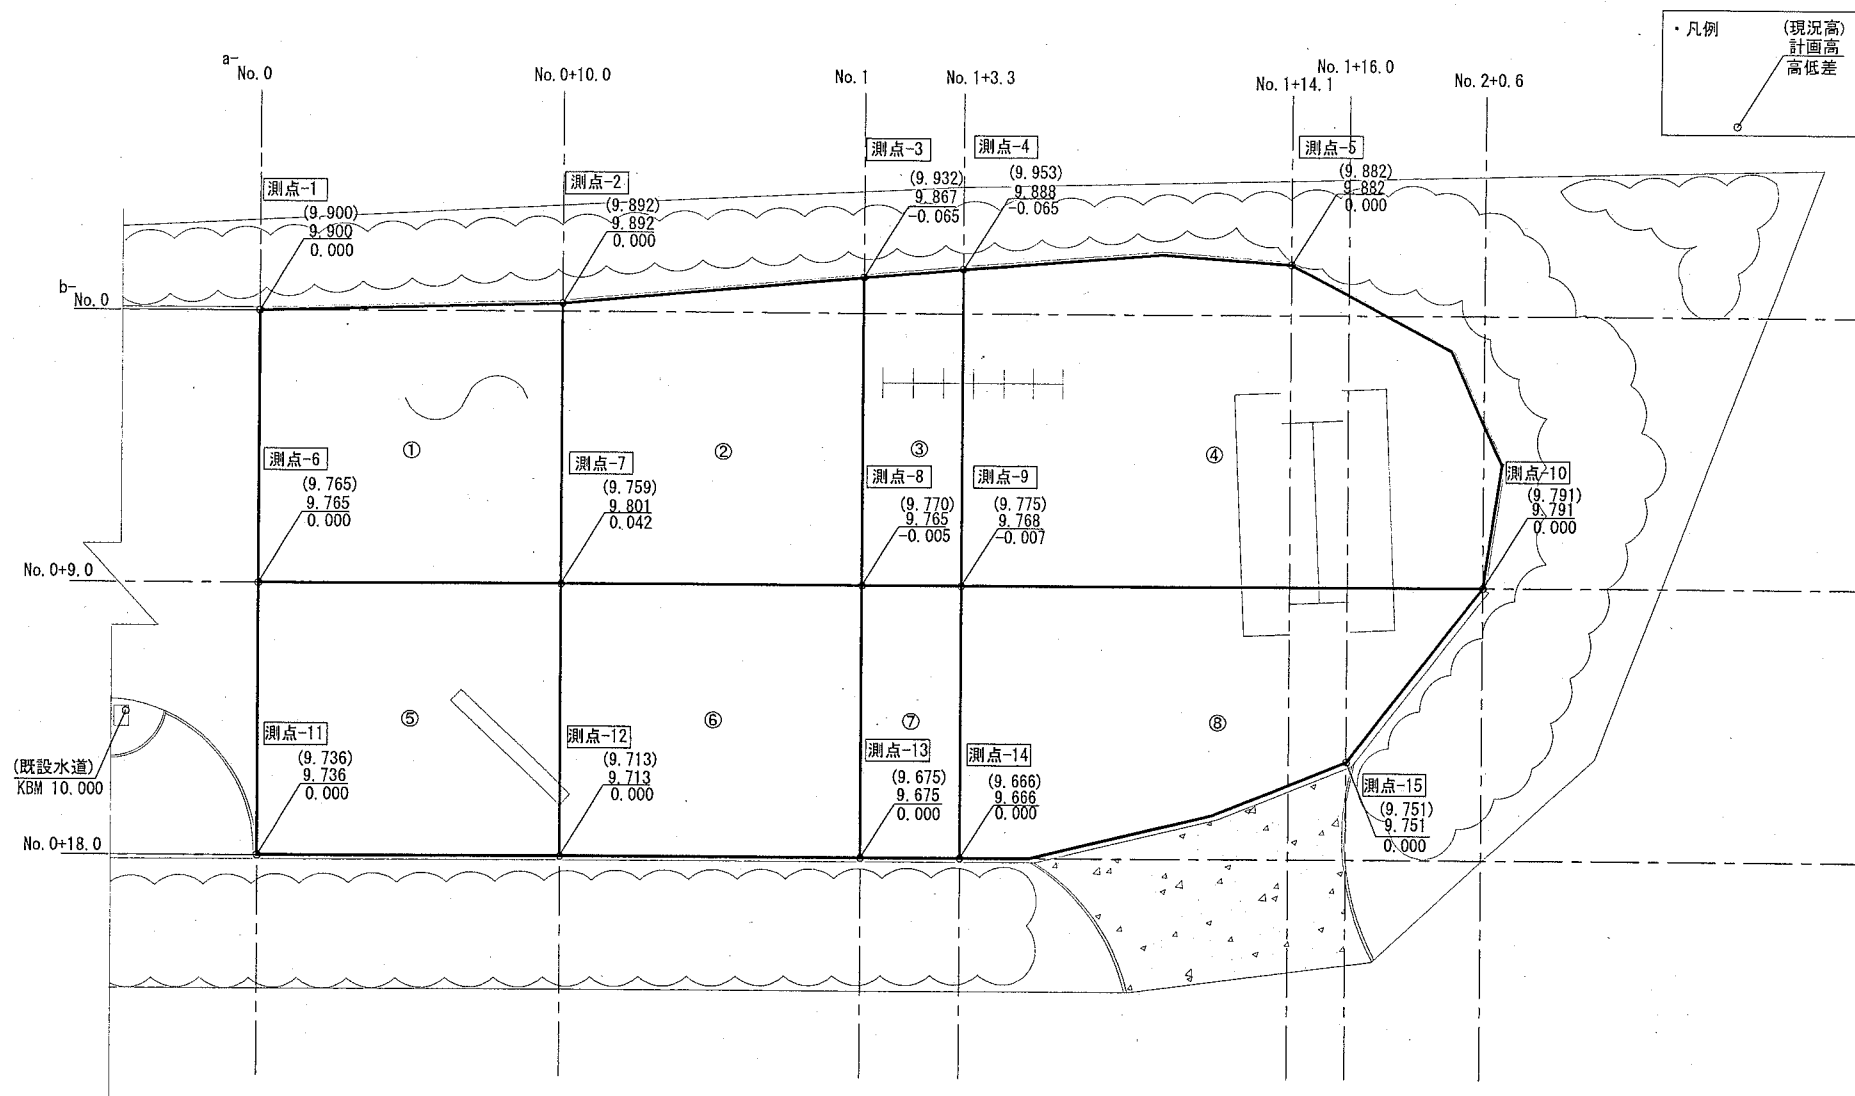 ・凡例
(現況高)
計画高
高低差
a-
No.0
No.0+10.0
No.1
No.1+3.3
No.1+14.1
No.1+16.0
No.2+0.6
測点-1
(9.900)
9.900
0.000
測点-2
(9.892)
9.892
0.000
測点-3
(9.932)
9.867
-0.065
測点-4
(9.953)
9.888
-0.065
測点-5
(9.882)
9.882
0.000
b-
No.0
①
②
③
④
測点-6
(9.765)
9.765
0.000
測点-7
(9.759)
9.801
0.042
測点-8
(9.770)
9.765
-0.005
測点-9
(9.775)
9.768
-0.007
測点-10
(9.791)
9.791
0.000
No.0+9.0
⑤
⑥
⑦
⑧
測点-11
(9.736)
9.736
0.000
測点-12
(9.713)
9.713
0.000
測点-13
(9.675)
9.675
0.000
測点-14
(9.666)
9.666
0.000
測点-15
(9.751)
9.751
0.000
(既設水道)
KBM 10.000
No.0+18.0